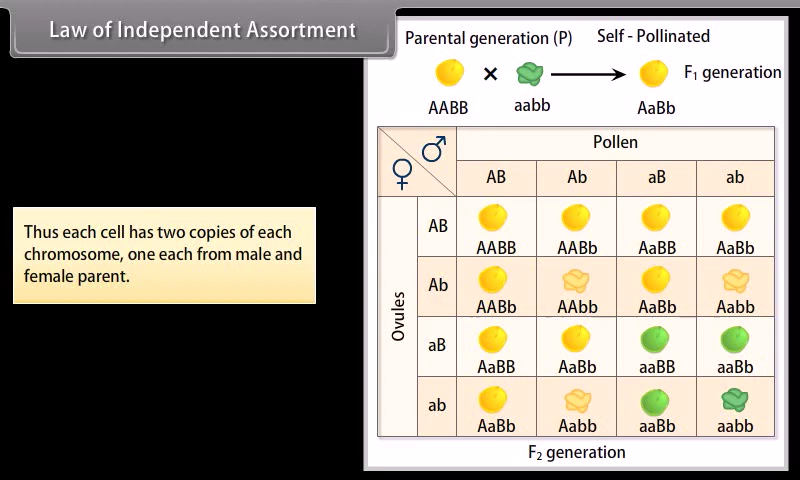 Law of Independent Assortment
Parental generation (P) Self - Pollinated
× F₁ generation
AABB aabb AaBb
Thus each cell has two copies of each
chromosome, one each from male and
female parent.
♂ Pollen
♀ AB Ab aB ab
Ovules
AB AABB AABb AaBB AaBb
Ab AABb AAbb AaBb Aabb
aB AaBB AaBb aaBB aaBb
ab AaBb Aabb aaBb aabb
F₂ generation